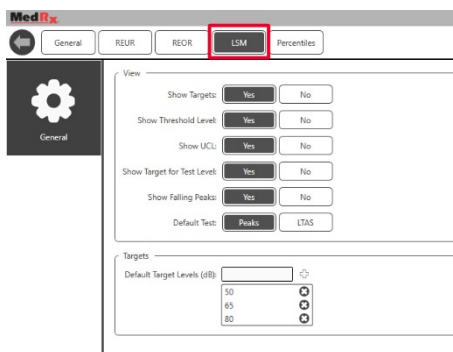 MedRx
General REUR REOR LSM Percentiles
General
View
Show Targets: Yes No
Show Threshold Level: Yes No
Show UCL: Yes No
Show Target for Test Level: Yes No
Show Falling Peaks: Yes No
Default Test: Peaks LTAS
Targets
Default Target Levels (dB):
50
65
80